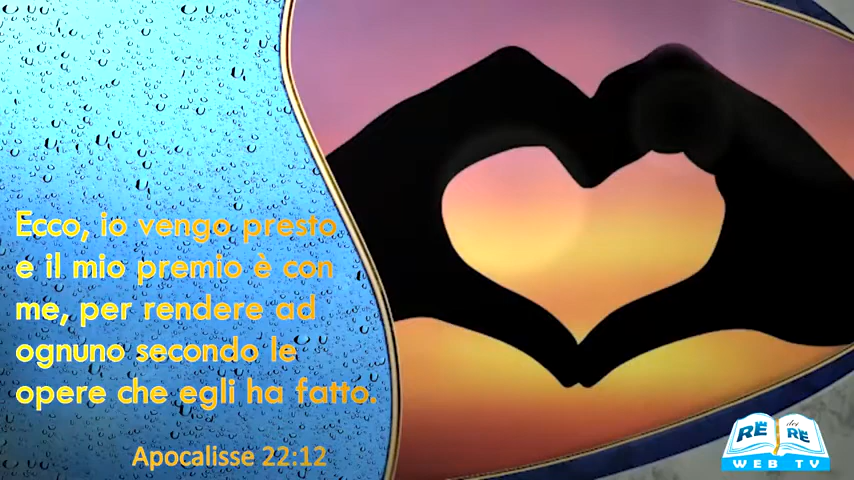 Ecco, io vengo presto
e il mio premio è con
me, per rendere ad
ognuno secondo le
opere che egli ha fatto.
Apocalisse 22:12
RE dei RE
WEB TV